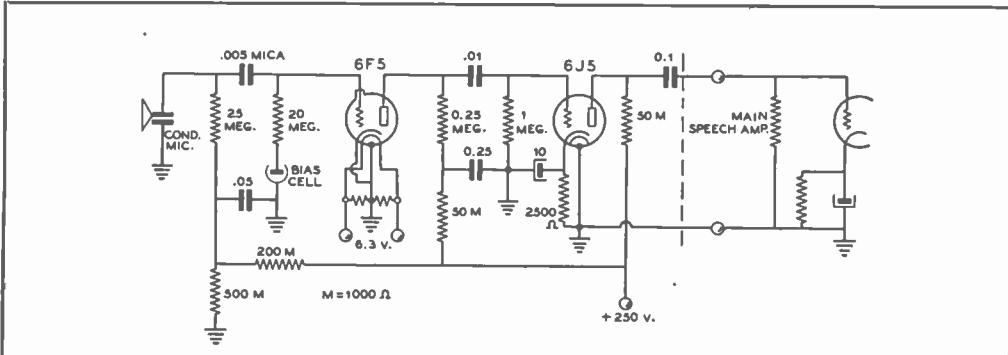 .005 MICA
6F5
.01
6J5
0.1
COND.
MIC.
25
MEG.
20
MEG.
BIAS
CELL
.05
0.25
MEG.
1
MEG.
0.25
10
50 M
2500
Ω
50 M
MAIN
SPEECH AMP.
6.3 V.
200 M
500 M
M=1000 Ω
+250 V.